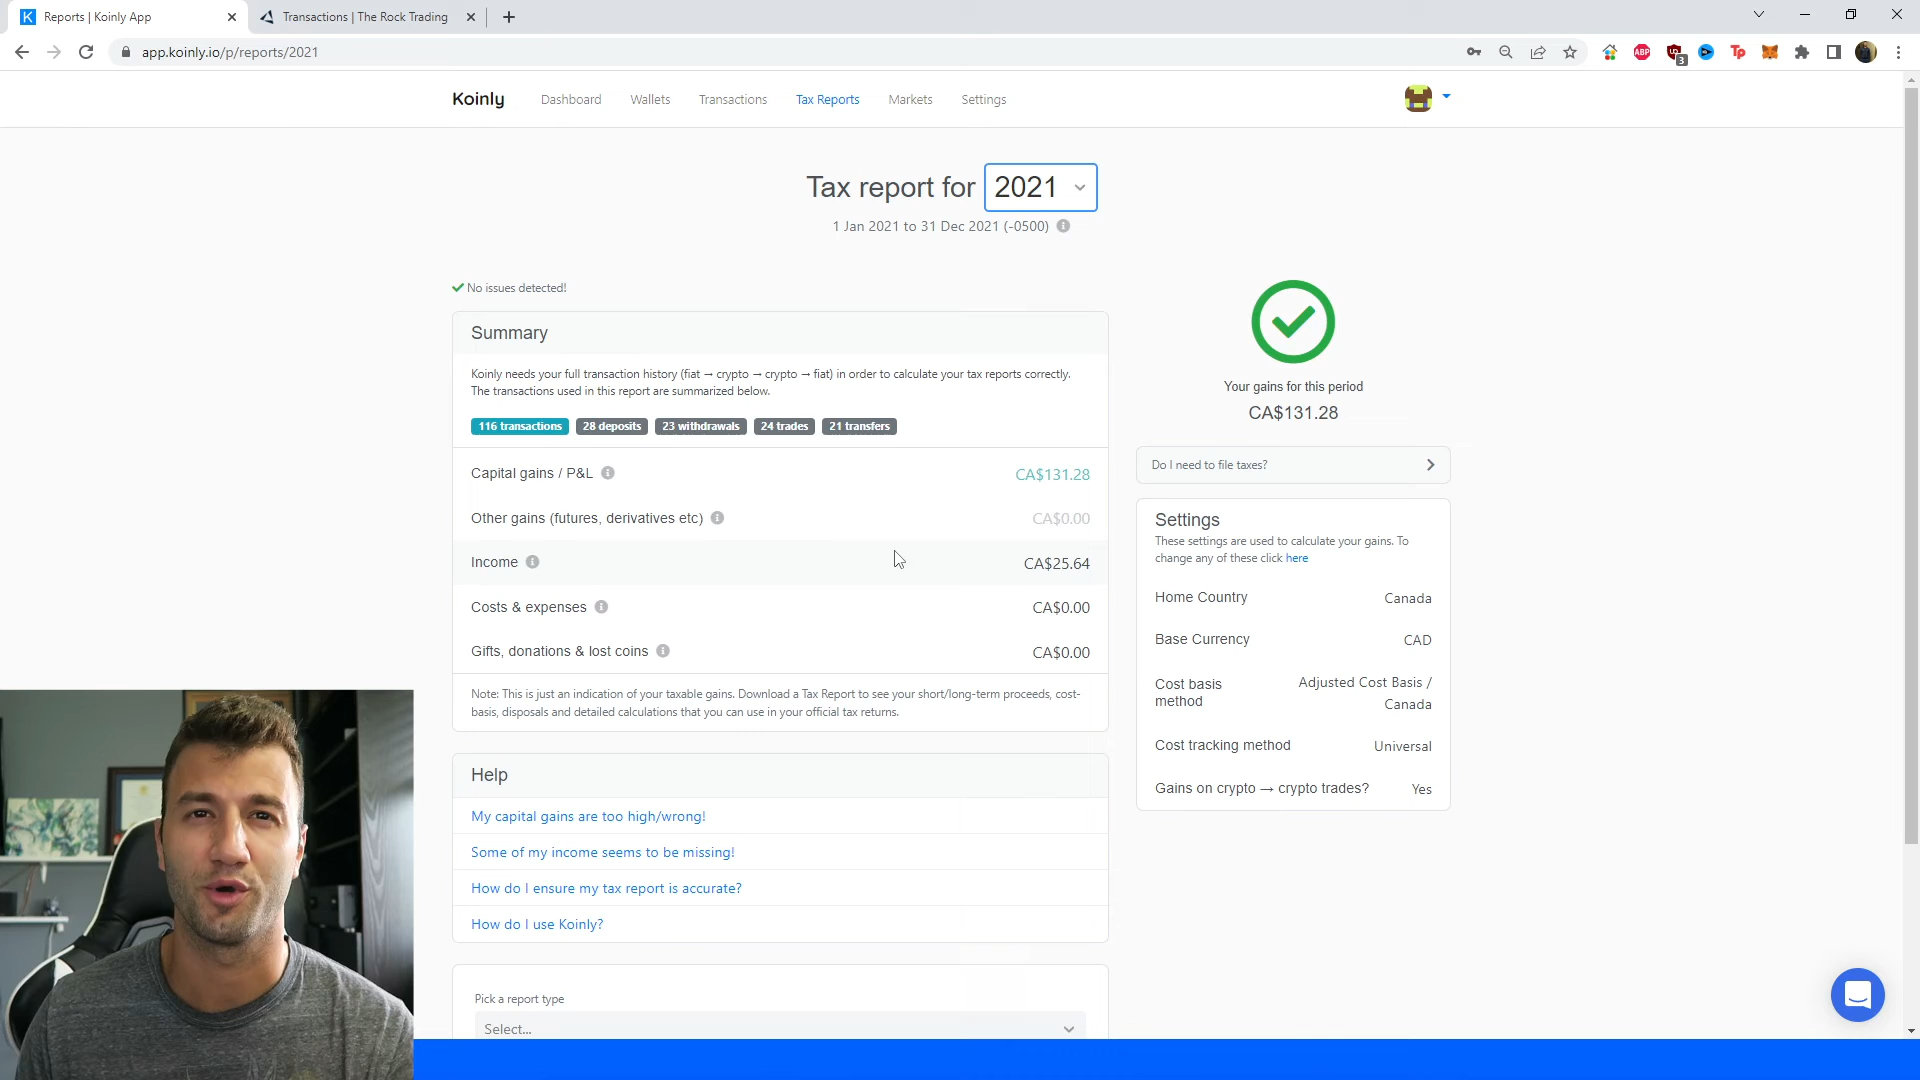 Reports | Koinly App
Transactions | The Rock Trading
app.koinly.io/p/reports/2021
ABP
3
Tp
Koinly
Dashboard
Wallets
Transactions
Tax Reports
Markets
Settings
Tax report for 2021
1 Jan 2021 to 31 Dec 2021 (-0500)
No issues detected!
Summary
Koinly needs your full transaction history (fiat → crypto → crypto → fiat) in order to calculate your tax reports correctly.
The transactions used in this report are summarized below.
116 transactions
28 deposits
23 withdrawals
24 trades
21 transfers
Capital gains / P&L
CA$131.28
Other gains (futures, derivatives etc)
CA$0.00
Income
CA$25.64
Costs & expenses
CA$0.00
Gifts, donations & lost coins
CA$0.00
Note: This is just an indication of your taxable gains. Download a Tax Report to see your short/long-term proceeds, cost-
basis, disposals and detailed calculations that you can use in your official tax returns.
Help
My capital gains are too high/wrong!
Some of my income seems to be missing!
How do I ensure my tax report is accurate?
How do I use Koinly?
Pick a report type
Select...
Your gains for this period
CA$131.28
Do I need to file taxes?
Settings
These settings are used to calculate your gains. To
change any of these click here
Home Country
Canada
Base Currency
CAD
Cost basis
method
Adjusted Cost Basis /
Canada
Cost tracking method
Universal
Gains on crypto → crypto trades?
Yes